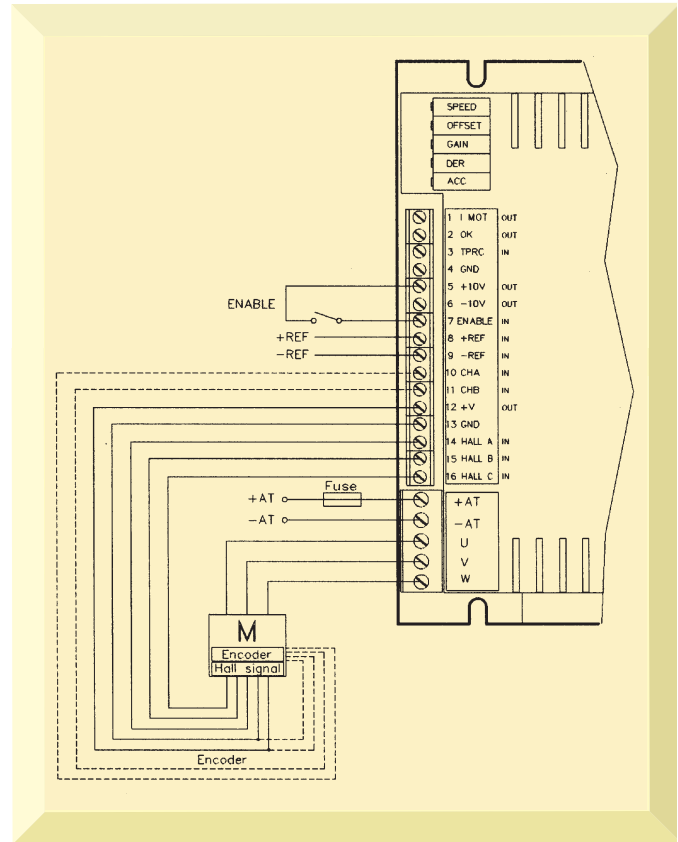 SPEED
OFFSET
GAIN
DER
ACC
1 I MOT OUT
2 OK OUT
3 TPRC IN
4 GND
5 +10V OUT
6 -10V OUT
7 ENABLE IN
8 +REF IN
9 -REF IN
10 CHA IN
11 CHB IN
12 +V OUT
13 GND
14 HALL A IN
15 HALL B IN
16 HALL C IN
+AT
-AT
U
V
W
ENABLE
+REF
-REF
Fuse
+AT
-AT
M
Encoder
Hall signal
Encoder